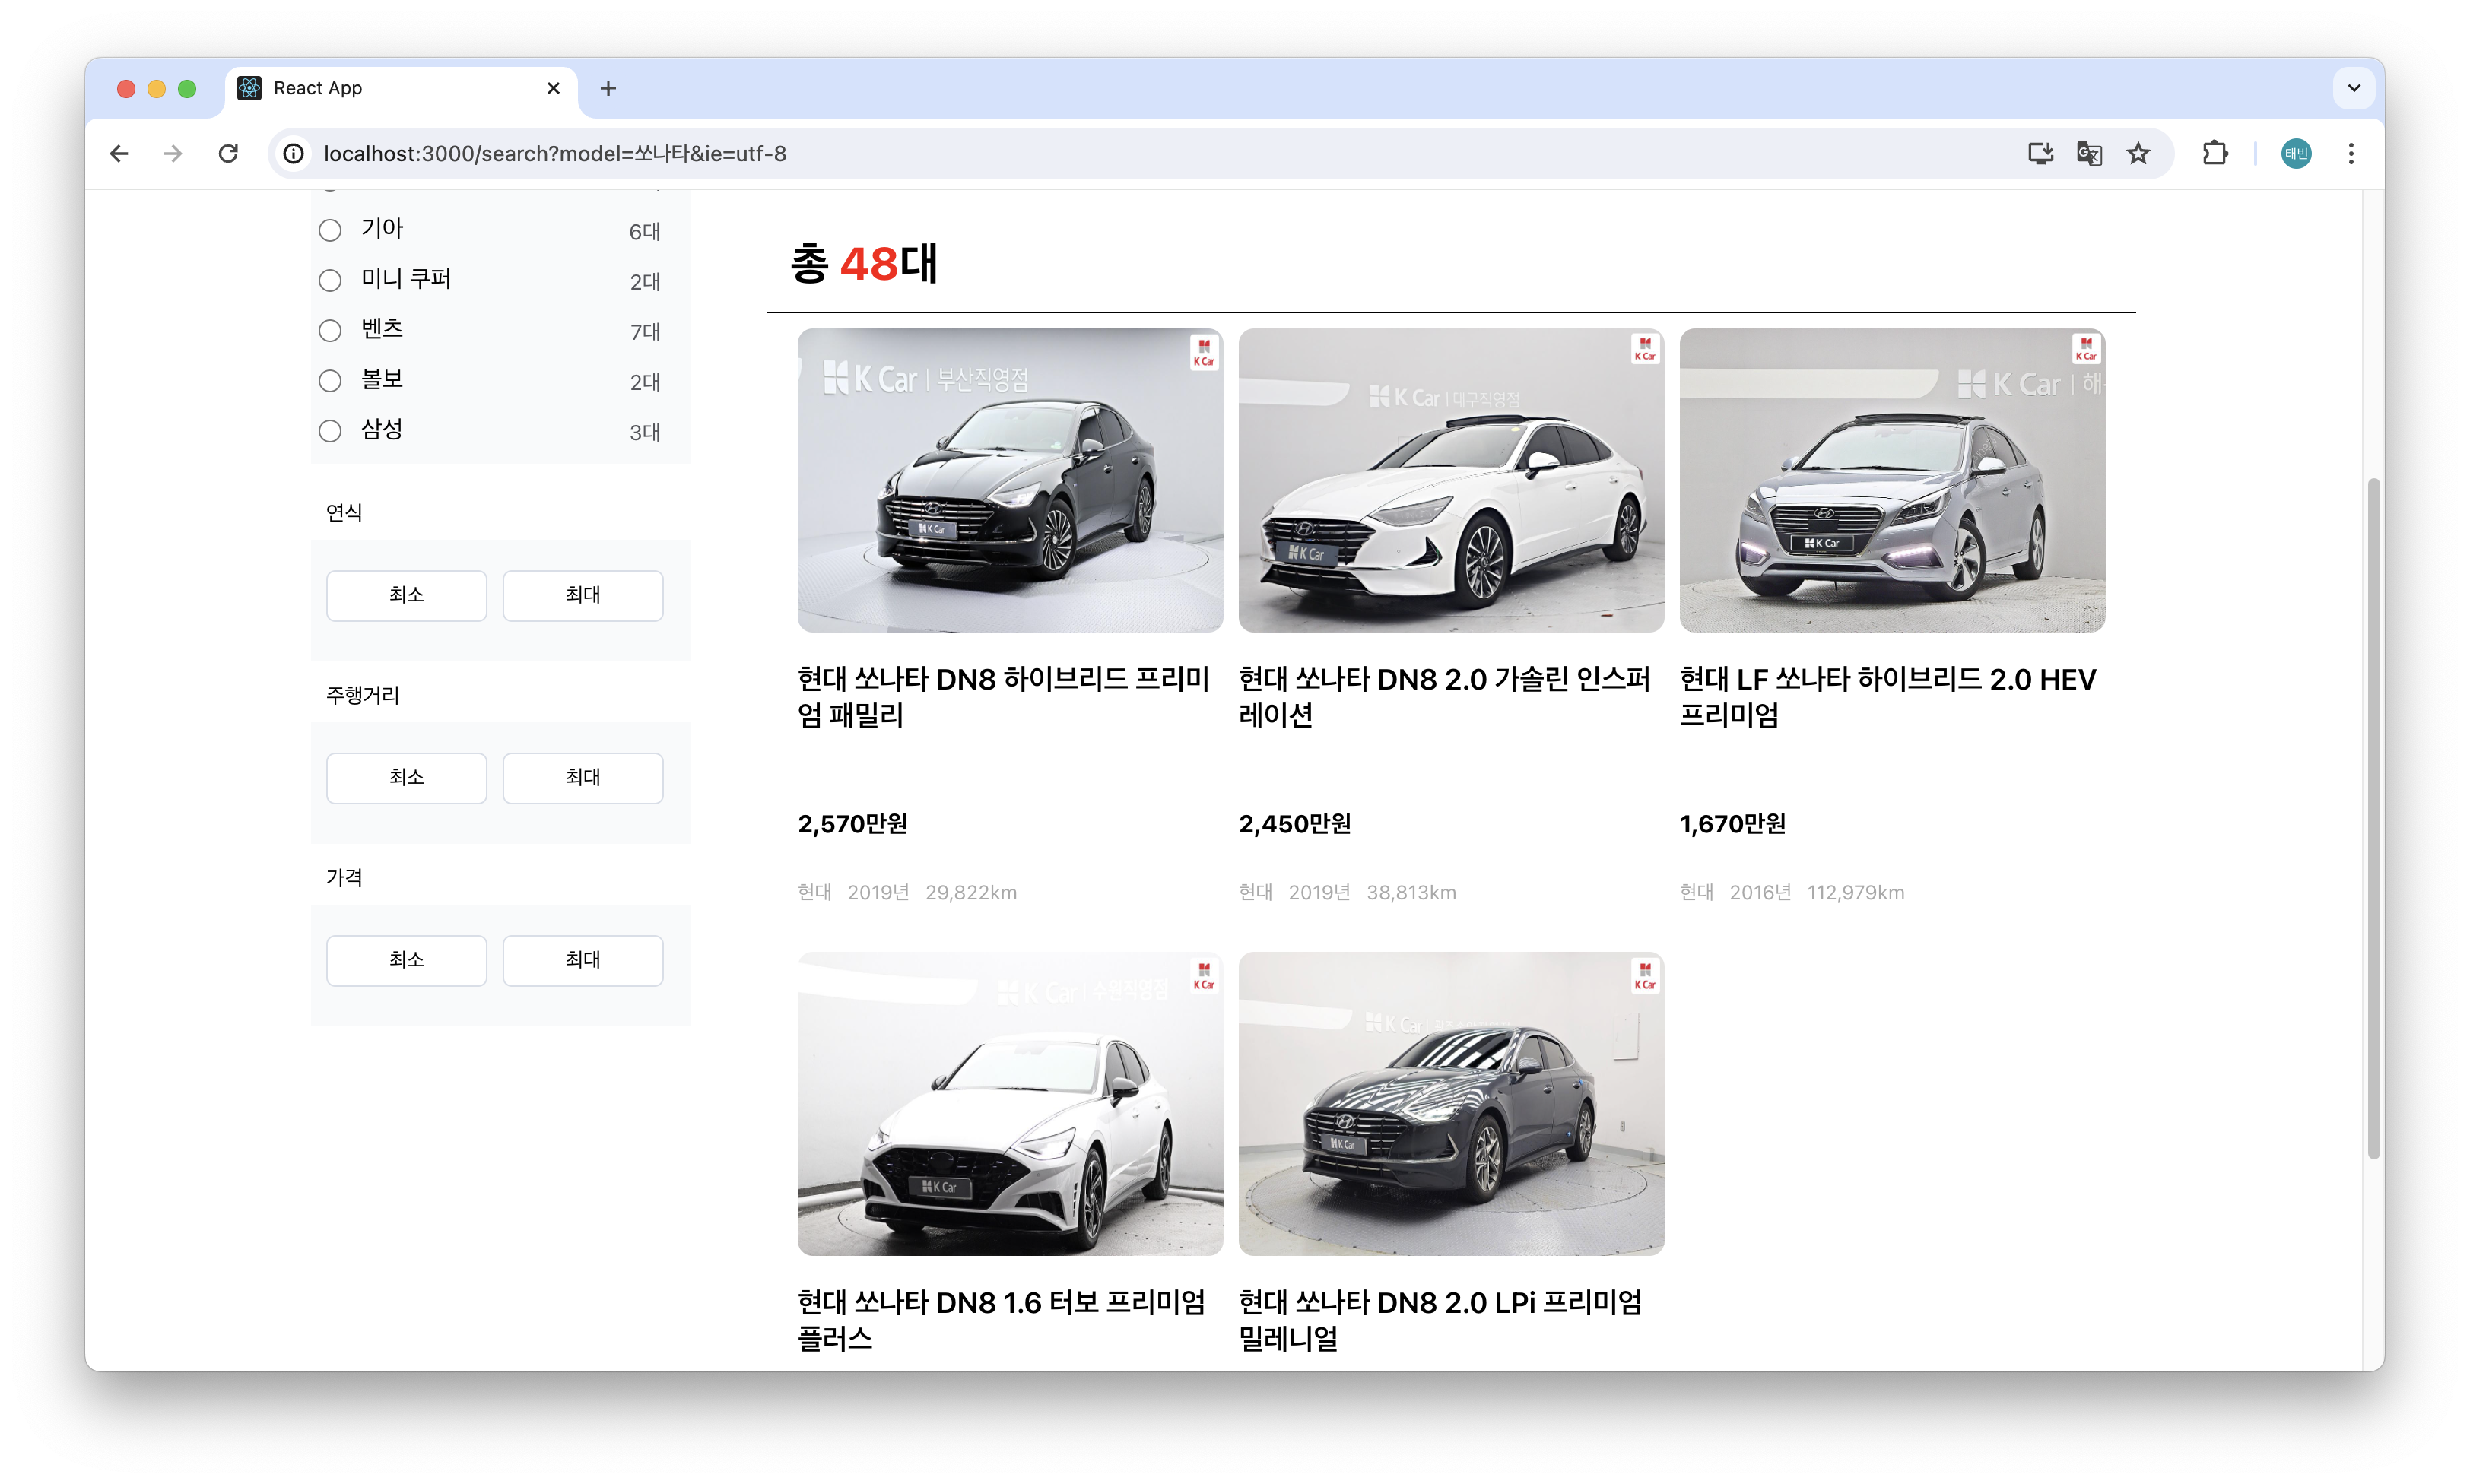 React App
localhost:3000/search?model=쏘나타&ie=utf-8
태빈
기아 6대
미니 쿠퍼 2대
벤츠 7대
볼보 2대
삼성 3대
연식
최소 최대
주행거리
최소 최대
가격
최소 최대
총 48대
K Car | 부산직영점
K Car
K Car
현대 쏘나타 DN8 하이브리드 프리미
엄 패밀리
2,570만원
현대 2019년 29,822km
K Car | 대구직영점
K Car
K Car
현대 쏘나타 DN8 2.0 가솔린 인스퍼
레이션
2,450만원
현대 2019년 38,813km
K Car | 해
K Car
K Car
현대 LF 쏘나타 하이브리드 2.0 HEV
프리미엄
1,670만원
현대 2016년 112,979km
K Car | 수원직영점
K Car
K Car
현대 쏘나타 DN8 1.6 터보 프리미엄
플러스
K Car
K Car
K Car
현대 쏘나타 DN8 2.0 LPi 프리미엄
밀레니얼